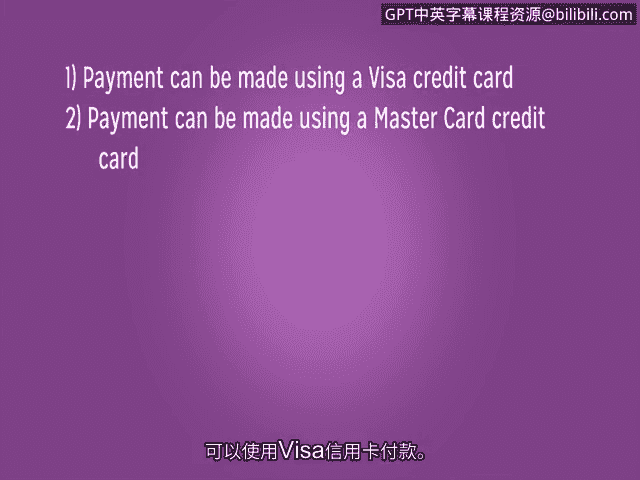 GPT中英字幕课程资源@bilibili.com
1) Payment can be made using a Visa credit card
2) Payment can be made using a Master Card credit
card
可以使用Visa信用卡付款。